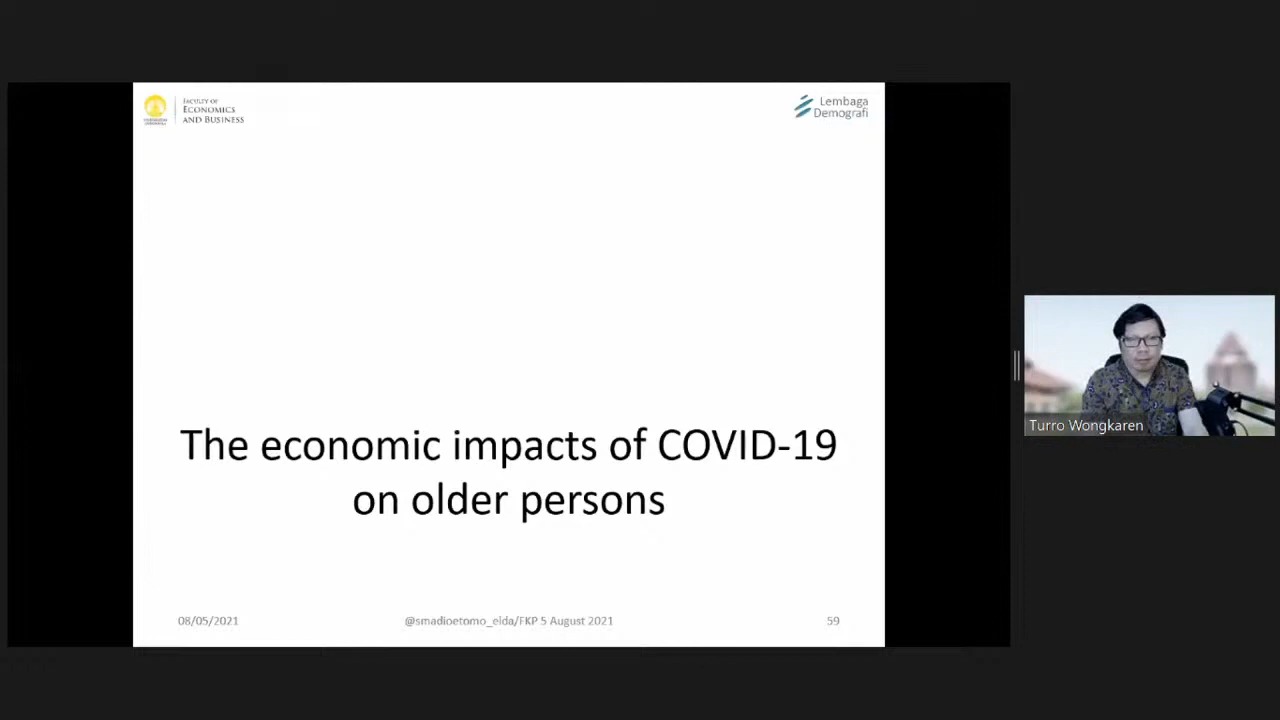 FACULTY OF
ECONOMICS
AND BUSINESS
Lembaga
Demografi
The economic impacts of COVID-19
on older persons
08/05/2021
@smadioetomo_elda/FKP 5 August 2021
59
Turro Wongkaren